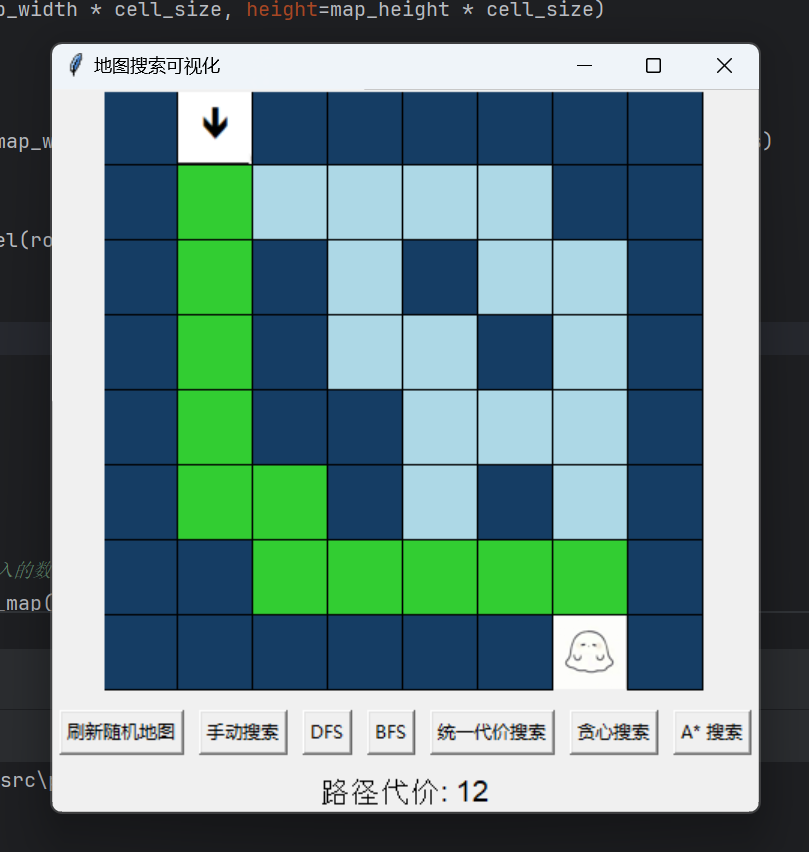 p_width * cell_size, height=map_height * cell_size)
地图搜索可视化
map_w
)
el(ro
入的数
_map(
刷新随机地图 手动搜索 DFS BFS 统一代价搜索 贪心搜索 A* 搜索
src\
路径代价: 12